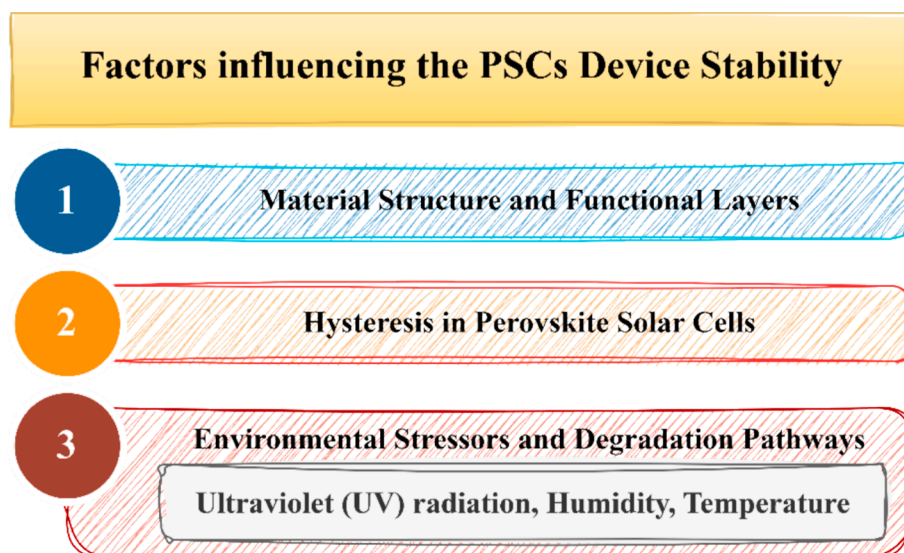 Factors influencing the PSCs Device Stability
1
Material Structure and Functional Layers
2
Hysteresis in Perovskite Solar Cells
3
Environmental Stressors and Degradation Pathways
Ultraviolet (UV) radiation, Humidity, Temperature